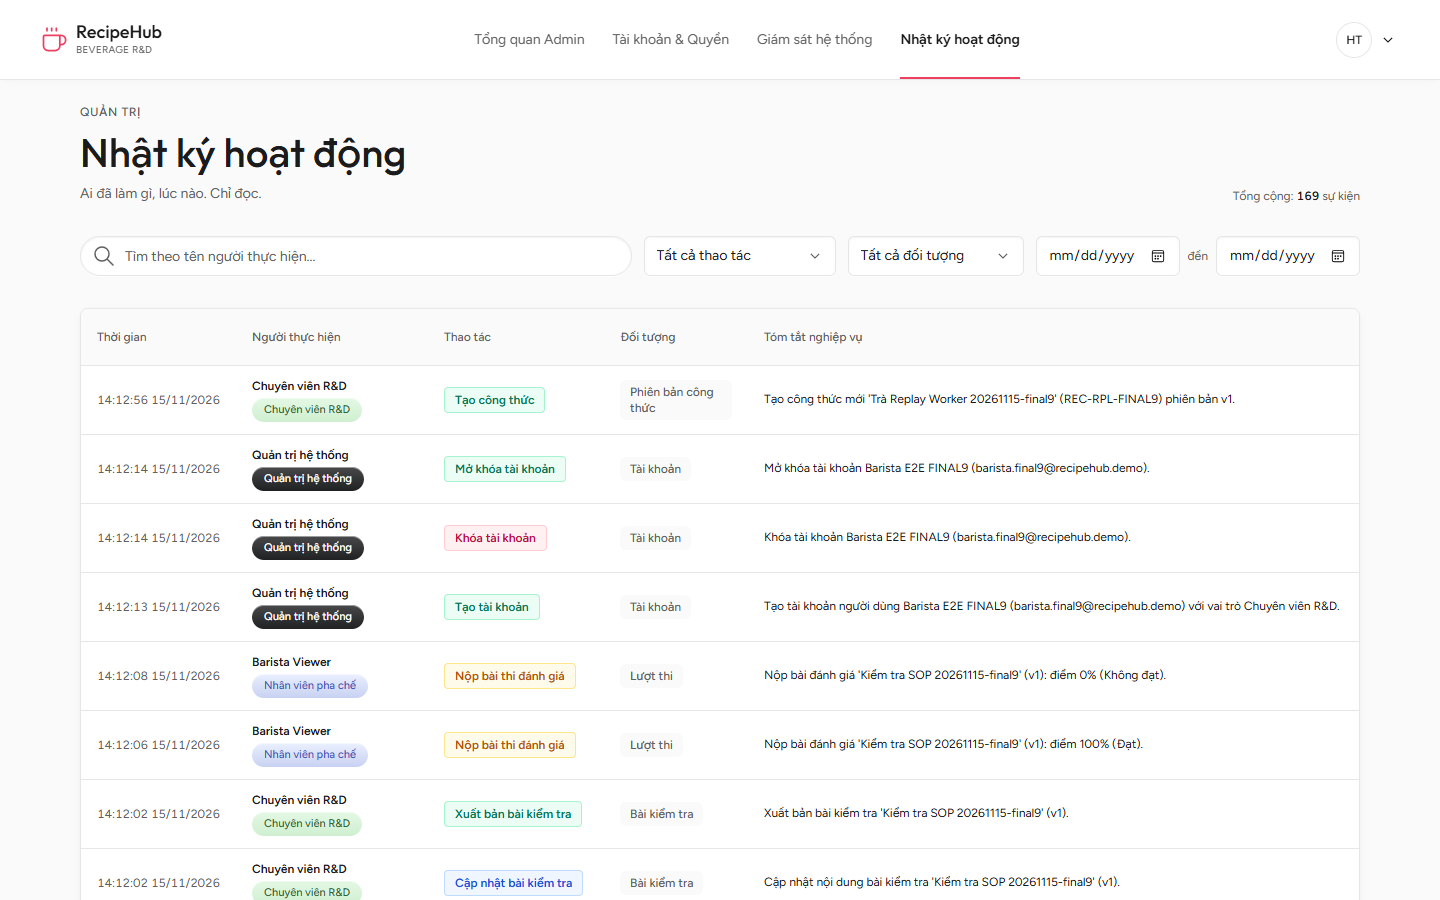 RecipeHub
BEVERAGE R&D
Tổng quan Admin
Tài khoản & Quyền
Giám sát hệ thống
Nhật ký hoạt động
HT
QUẢN TRỊ
Nhật ký hoạt động
Ai đã làm gì, lúc nào. Chỉ đọc.
Tổng cộng: 169 sự kiện
Tìm theo tên người thực hiện...
Tất cả thao tác
Tất cả đối tượng
mm/dd/yyyy
đến
mm/dd/yyyy
Thời gian
Người thực hiện
Thao tác
Đối tượng
Tóm tắt nghiệp vụ
14:12:56 15/11/2026
Chuyên viên R&D
Chuyên viên R&D
Tạo công thức
Phiên bản công
thức
Tạo công thức mới 'Trà Replay Worker 20261115-final9' (REC-RPL-FINAL9) phiên bản v1.
14:12:14 15/11/2026
Quản trị hệ thống
Quản trị hệ thống
Mở khóa tài khoản
Tài khoản
Mở khóa tài khoản Barista E2E FINAL9 (barista.final9@recipehub.demo).
14:12:14 15/11/2026
Quản trị hệ thống
Quản trị hệ thống
Khóa tài khoản
Tài khoản
Khóa tài khoản Barista E2E FINAL9 (barista.final9@recipehub.demo).
14:12:13 15/11/2026
Quản trị hệ thống
Quản trị hệ thống
Tạo tài khoản
Tài khoản
Tạo tài khoản người dùng Barista E2E FINAL9 (barista.final9@recipehub.demo) với vai trò Chuyên viên R&D.
14:12:08 15/11/2026
Barista Viewer
Nhân viên pha chế
Nộp bài thi đánh giá
Lượt thi
Nộp bài đánh giá 'Kiểm tra SOP 20261115-final9' (v1): điểm 0% (Không đạt).
14:12:06 15/11/2026
Barista Viewer
Nhân viên pha chế
Nộp bài thi đánh giá
Lượt thi
Nộp bài đánh giá 'Kiểm tra SOP 20261115-final9' (v1): điểm 100% (Đạt).
14:12:02 15/11/2026
Chuyên viên R&D
Chuyên viên R&D
Xuất bản bài kiểm tra
Bài kiểm tra
Xuất bản bài kiểm tra 'Kiểm tra SOP 20261115-final9' (v1).
14:12:02 15/11/2026
Chuyên viên R&D
Chuyên viên R&D
Cập nhật bài kiểm tra
Bài kiểm tra
Cập nhật nội dung bài kiểm tra 'Kiểm tra SOP 20261115-final9' (v1).